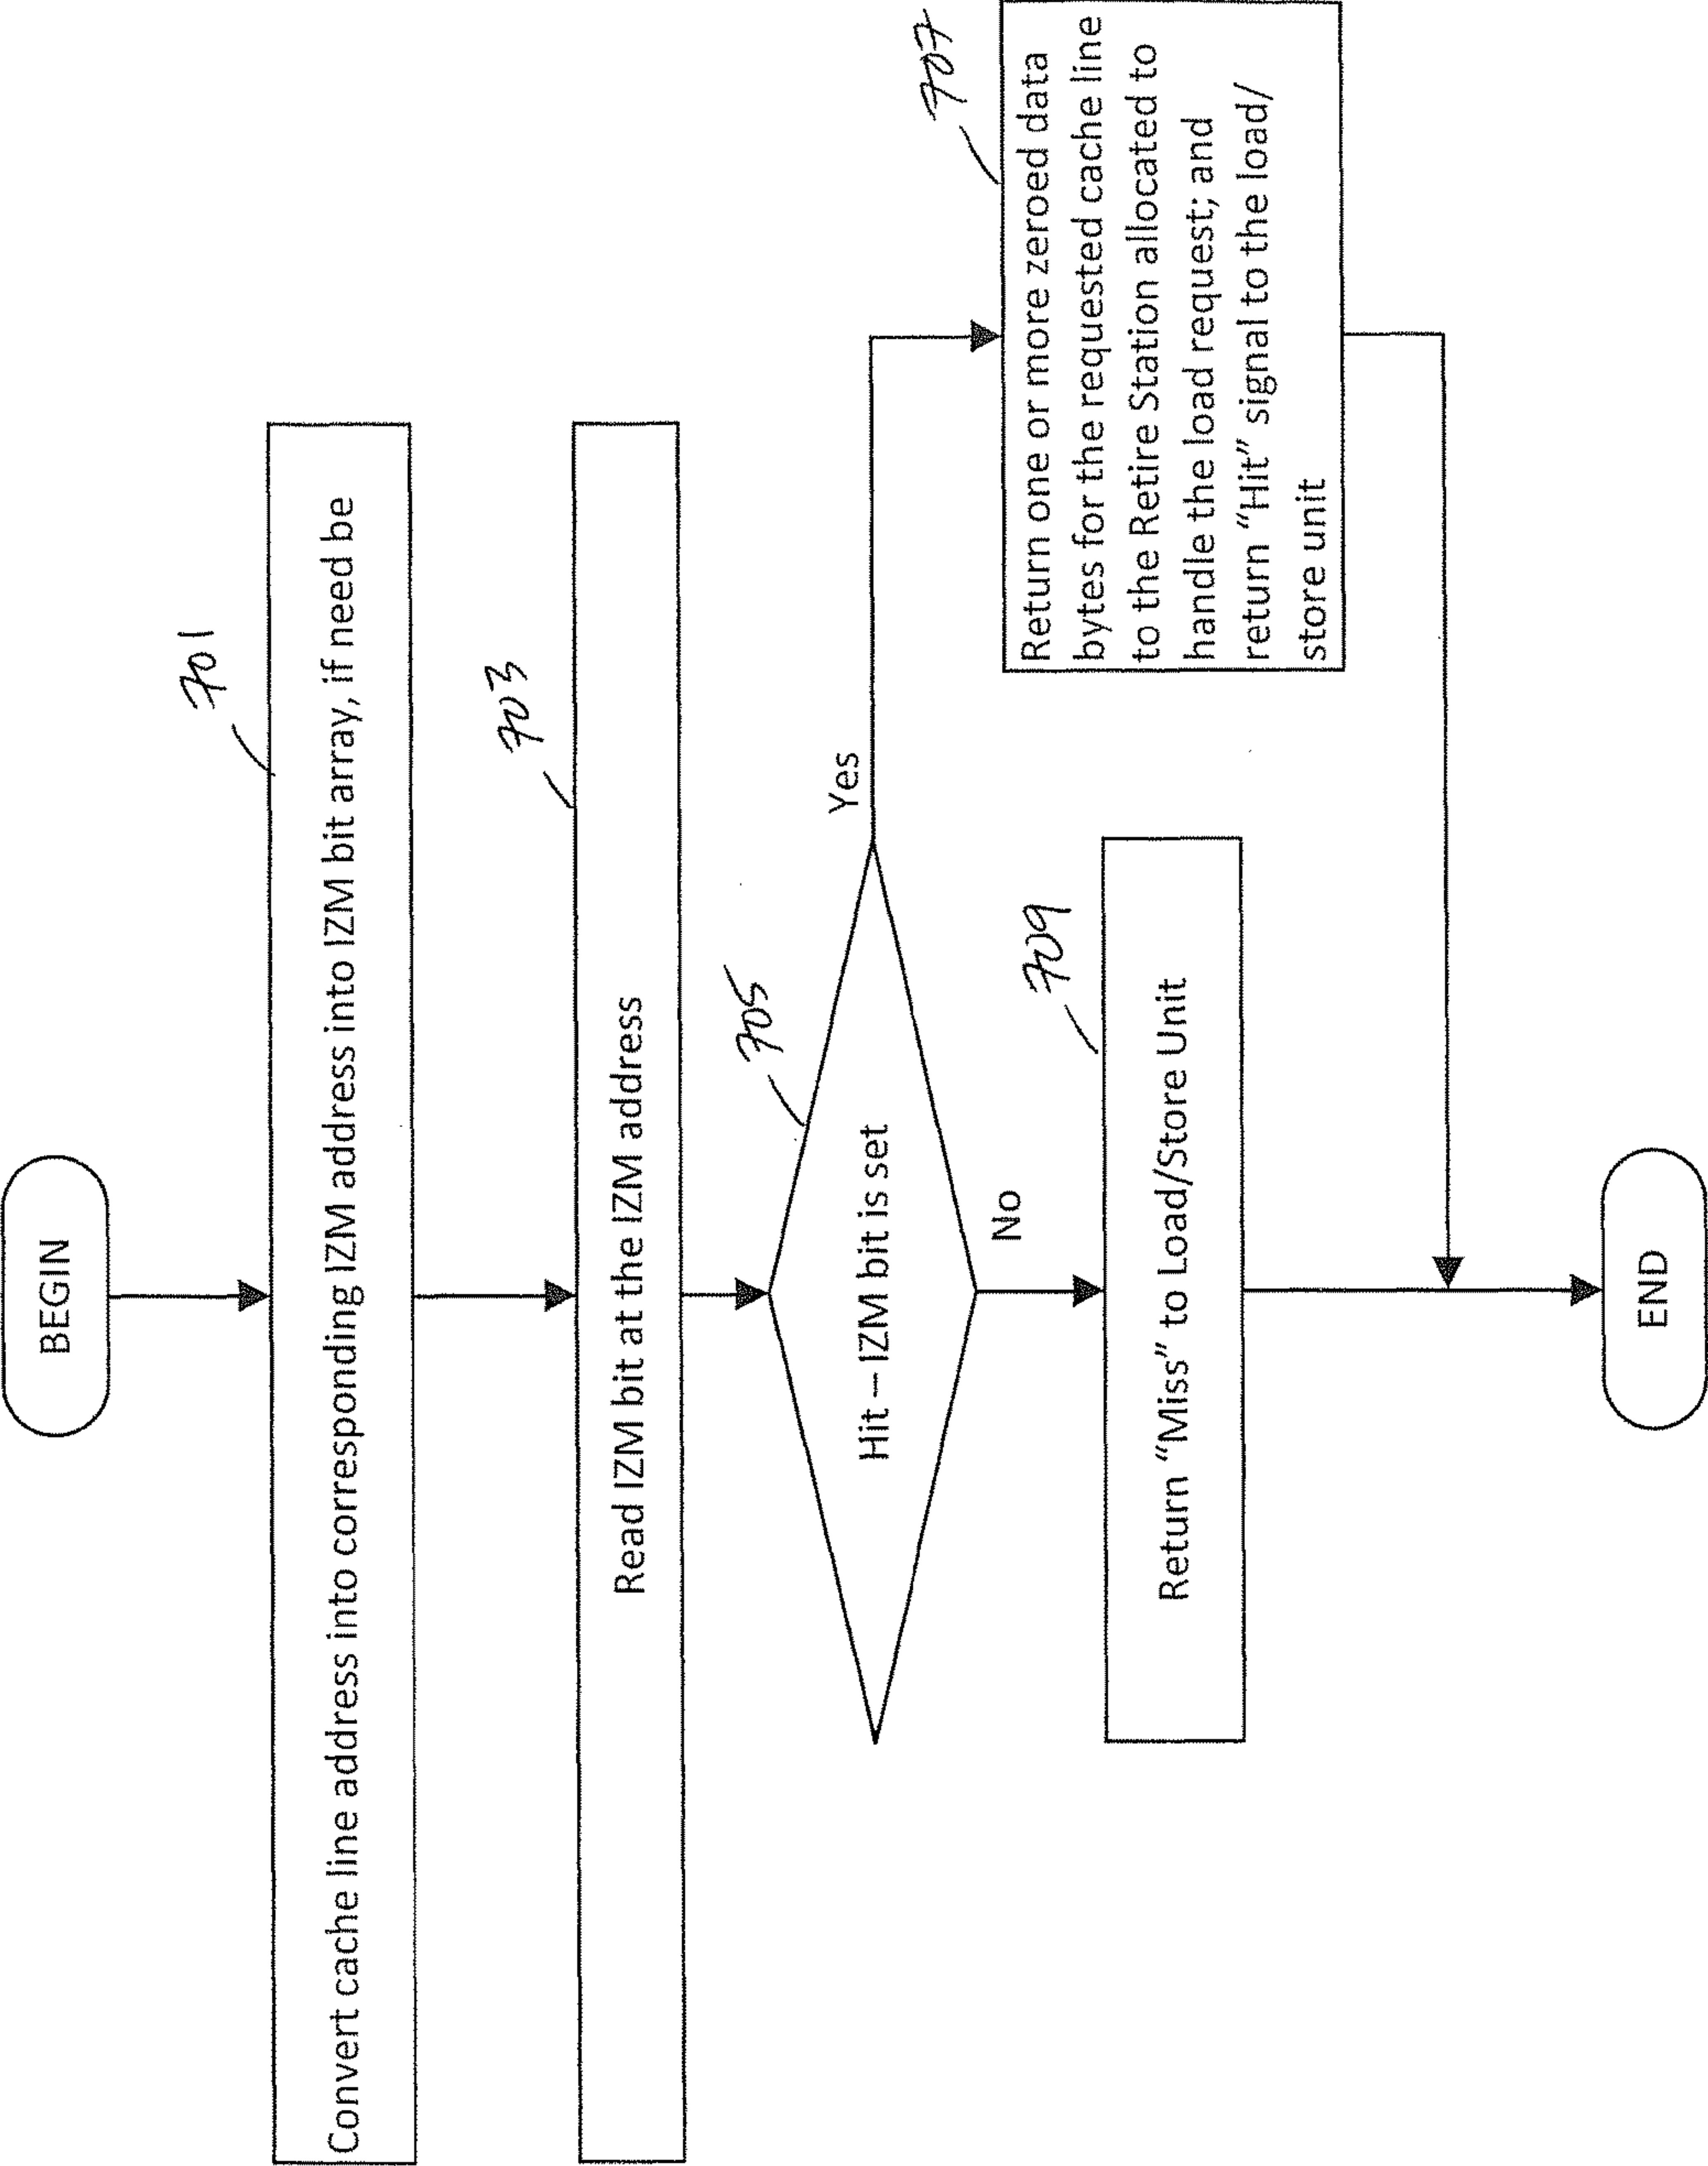 BEGIN
701
Convert cache line address into corresponding IZM address into IZM bit array, if need be
703
Read IZM bit at the IZM address
705
Hit – IZM bit is set
Yes
707
Return one or more zeroed data
bytes for the requested cache line
to the Retire Station allocated to
handle the load request; and
return “Hit” signal to the load/
store unit
No
709
Return “Miss” to Load/Store Unit
END